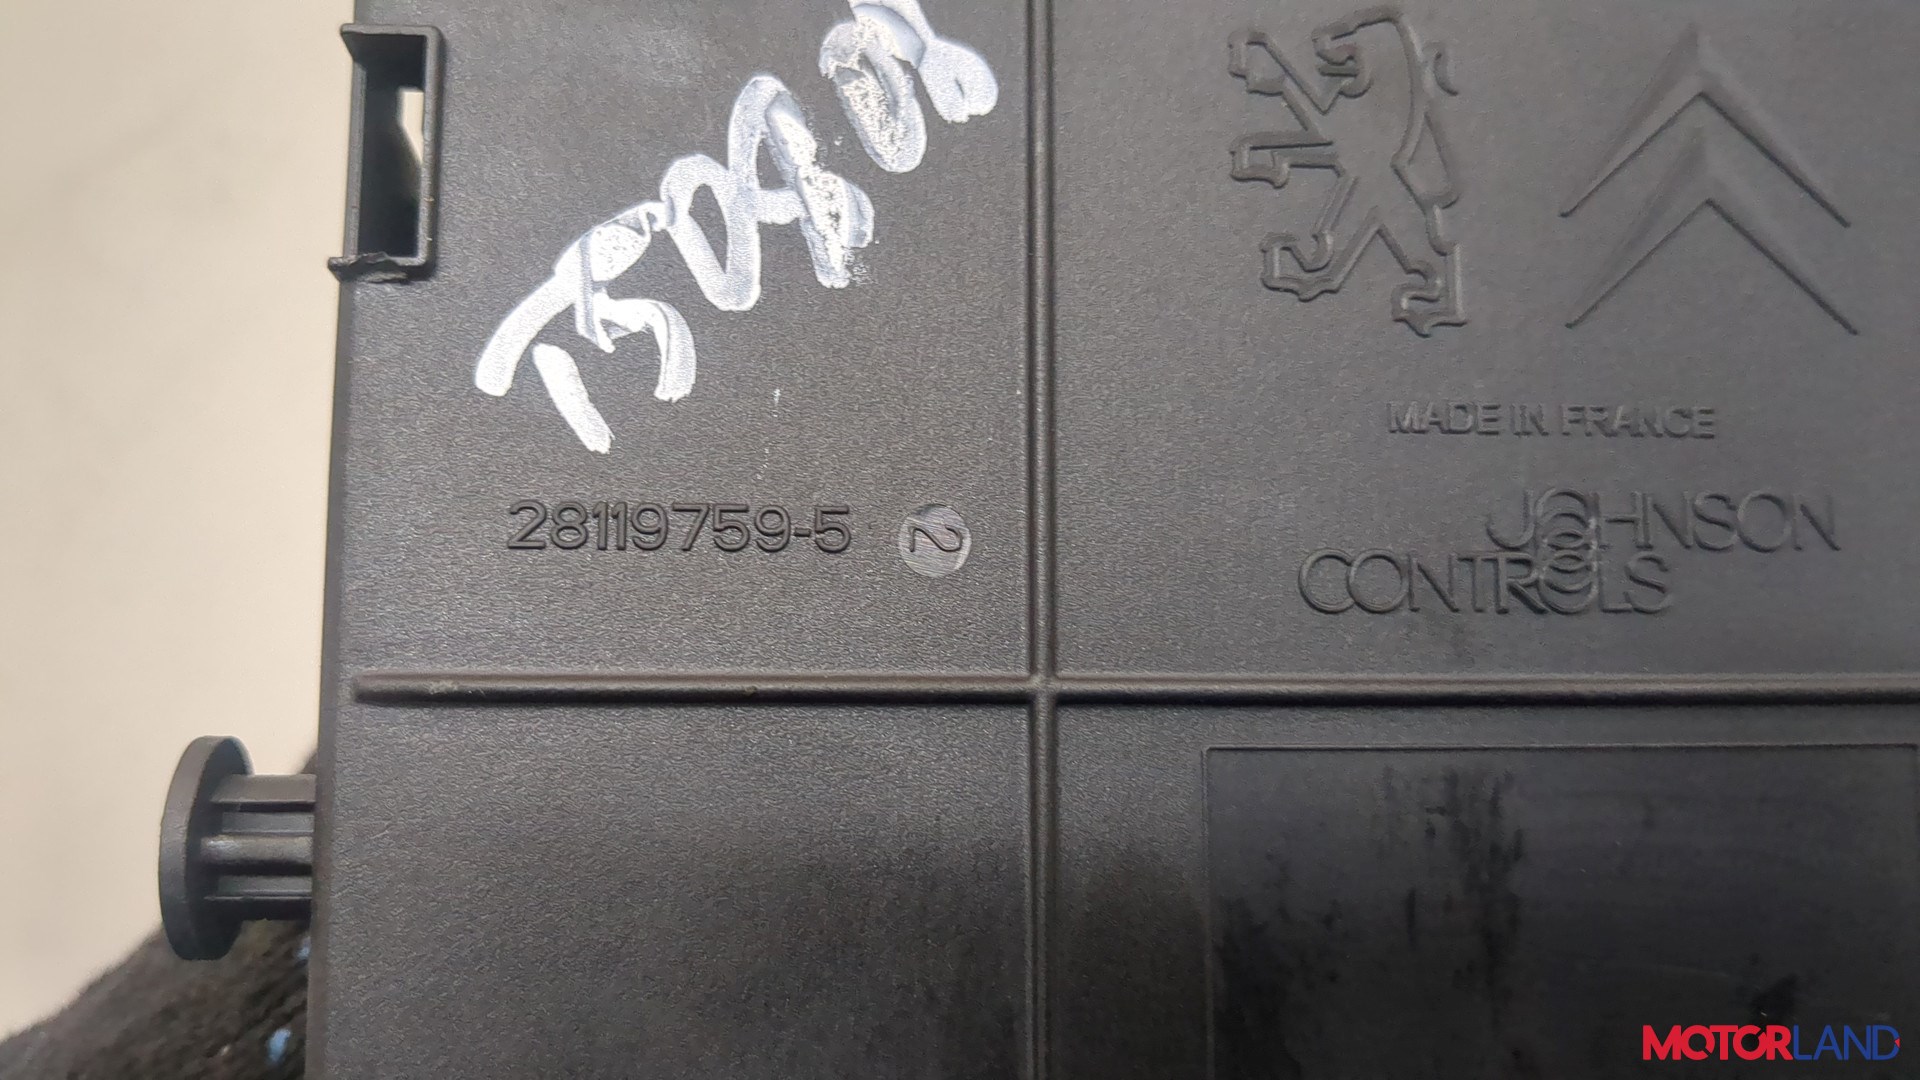 28119759-5 2
MADE IN FRANCE
JOHNSON
CONTROLS
MOTORLAND